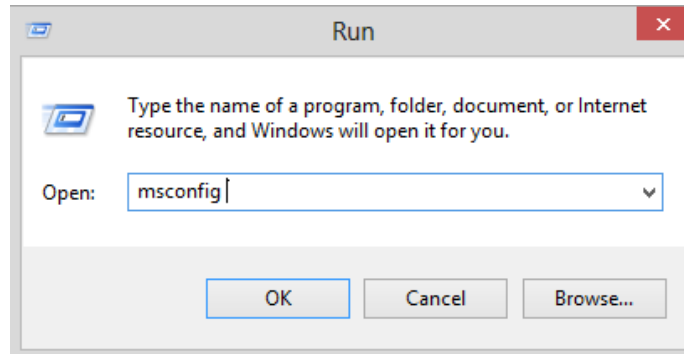 Run
Type the name of a program, folder, document, or Internet
resource, and Windows will open it for you.
Open: msconfig
OK Cancel Browse...